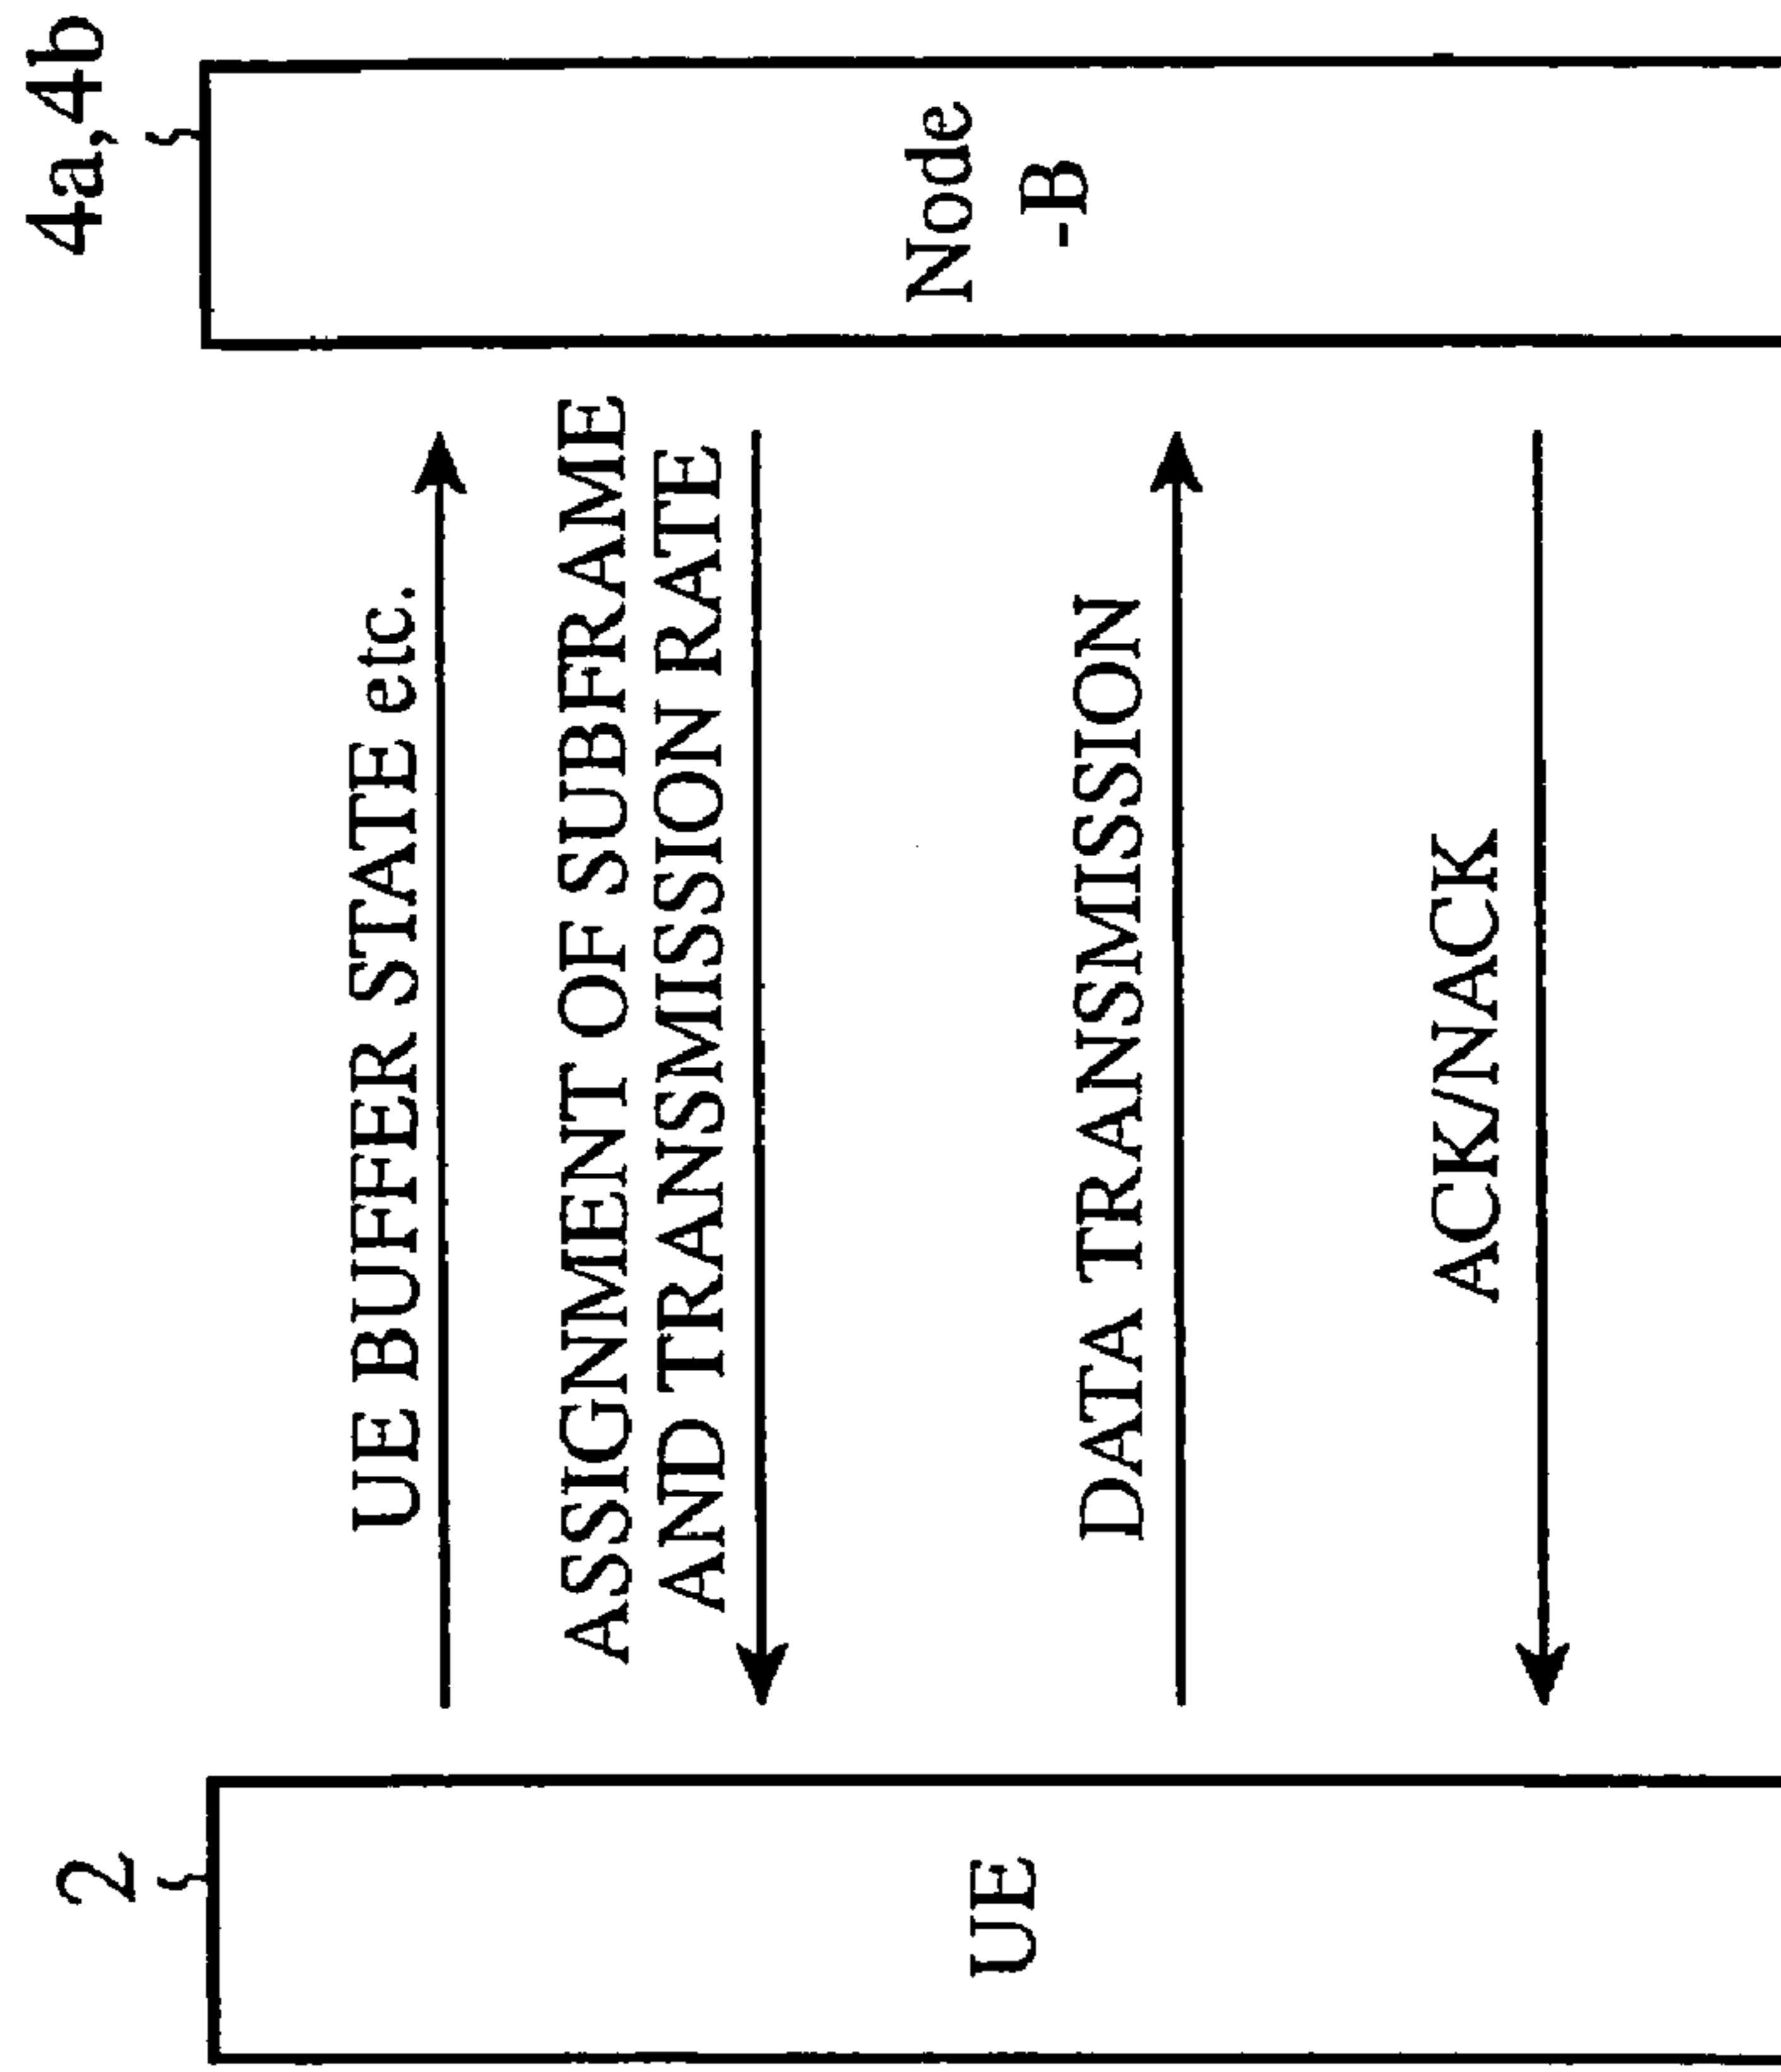 2
4a, 4b
UE
Node
-B
UE BUFFER STATE etc.
ASSIGNMENT OF SUBFRAME
AND TRANSMISSION RATE
DATA TRANSMISSION
ACK/NACK